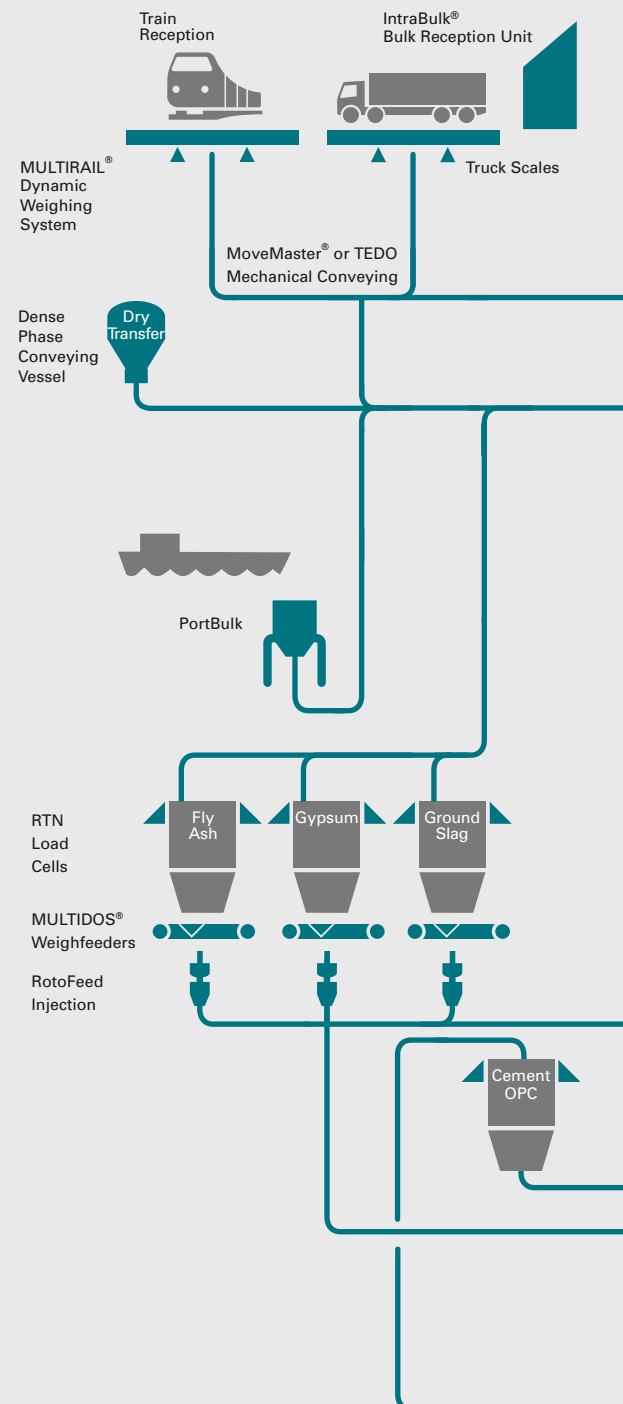 Train
Reception
IntraBulk®
Bulk Reception Unit
MULTIRAIL®
Dynamic
Weighing
System
Truck Scales
MoveMaster® or TEDO
Mechanical Conveying
Dense
Phase
Conveying
Vessel
Dry
Transfer
PortBulk
RTN
Load
Cells
Fly
Ash
Gypsum
Ground
Slag
MULTIDOS®
Weighfeeders
RotoFeed
Injection
Cement
OPC